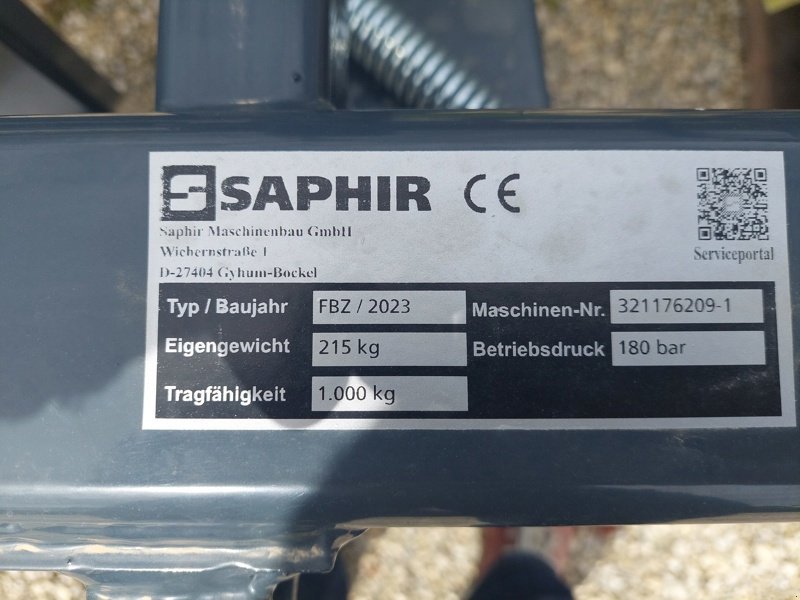 SAPHIR CE
Saphir Maschinenbau GmbH
Wichernstraße 1
D-27404 Gyhum-Bockel
Serviceportal
Typ / Baujahr FBZ / 2023 Maschinen-Nr. 321176209-1
Eigengewicht 215 kg Betriebsdruck 180 bar
Tragfähigkeit 1.000 kg